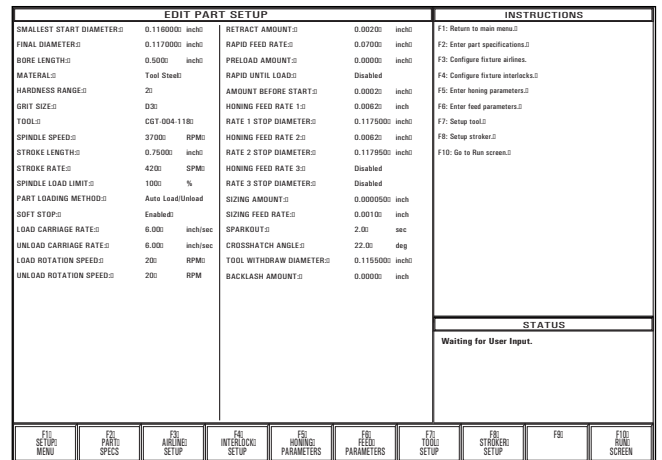 EDIT PART SETUP
SMALLEST START DIAMETER: 0.116000 inch
FINAL DIAMETER: 0.117000 inch
BORE LENGTH: 0.500 inch
MATERAL: Tool Steel
HARDNESS RANGE: 2
GRIT SIZE: D3
TOOL: CGT-004-118
SPINDLE SPEED: 3700 RPM
STROKE LENGTH: 0.7500 inch
STROKE RATE: 420 SPM
SPINDLE LOAD LIMIT: 100 %
PART LOADING METHOD: Auto Load/Unload
SOFT STOP: Enabled
LOAD CARRIAGE RATE: 6.00 inch/sec
UNLOAD CARRIAGE RATE: 6.00 inch/sec
LOAD ROTATION SPEED: 20 RPM
UNLOAD ROTATION SPEED: 20 RPM
RETRACT AMOUNT: 0.0020 inch
RAPID FEED RATE: 0.0700 inch
PRELOAD AMOUNT: 0.0000 inch
RAPID UNTIL LOAD: Disabled
AMOUNT BEFORE START: 0.0002 inch
HONING FEED RATE 1: 0.0062 inch
RATE 1 STOP DIAMETER: 0.117500 inch
HONING FEED RATE 2: 0.0062 inch
RATE 2 STOP DIAMETER: 0.117950 inch
HONING FEED RATE 3: Disabled
RATE 3 STOP DIAMETER: Disabled
SIZING AMOUNT: 0.000050 inch
SIZING FEED RATE: 0.0010 inch
SPARKOUT: 2.0 sec
CROSSHATCH ANGLE: 22.0 deg
TOOL WITHDRAW DIAMETER: 0.115500 inch
BACKLASH AMOUNT: 0.0000 inch
INSTRUCTIONS
F1: Return to main menu.
F2: Enter part specifications.
F3: Configure fixture airlines.
F4: Configure fixture interlocks.
F5: Enter honing parameters.
F6: Enter feed parameters.
F7: Setup tool.
F8: Setup stroker.
F10: Go to Run screen.
STATUS
Waiting for User Input.
F1
SETUP
MENU
F2
PART
SPECS
F3
AIRLINE
SETUP
F4
INTERLOCK
SETUP
F5
HONING
PARAMETERS
F6
FEED
PARAMETERS
F7
TOOL
SETUP
F8
STROKER
SETUP
F9
F10
RUN
SCREEN